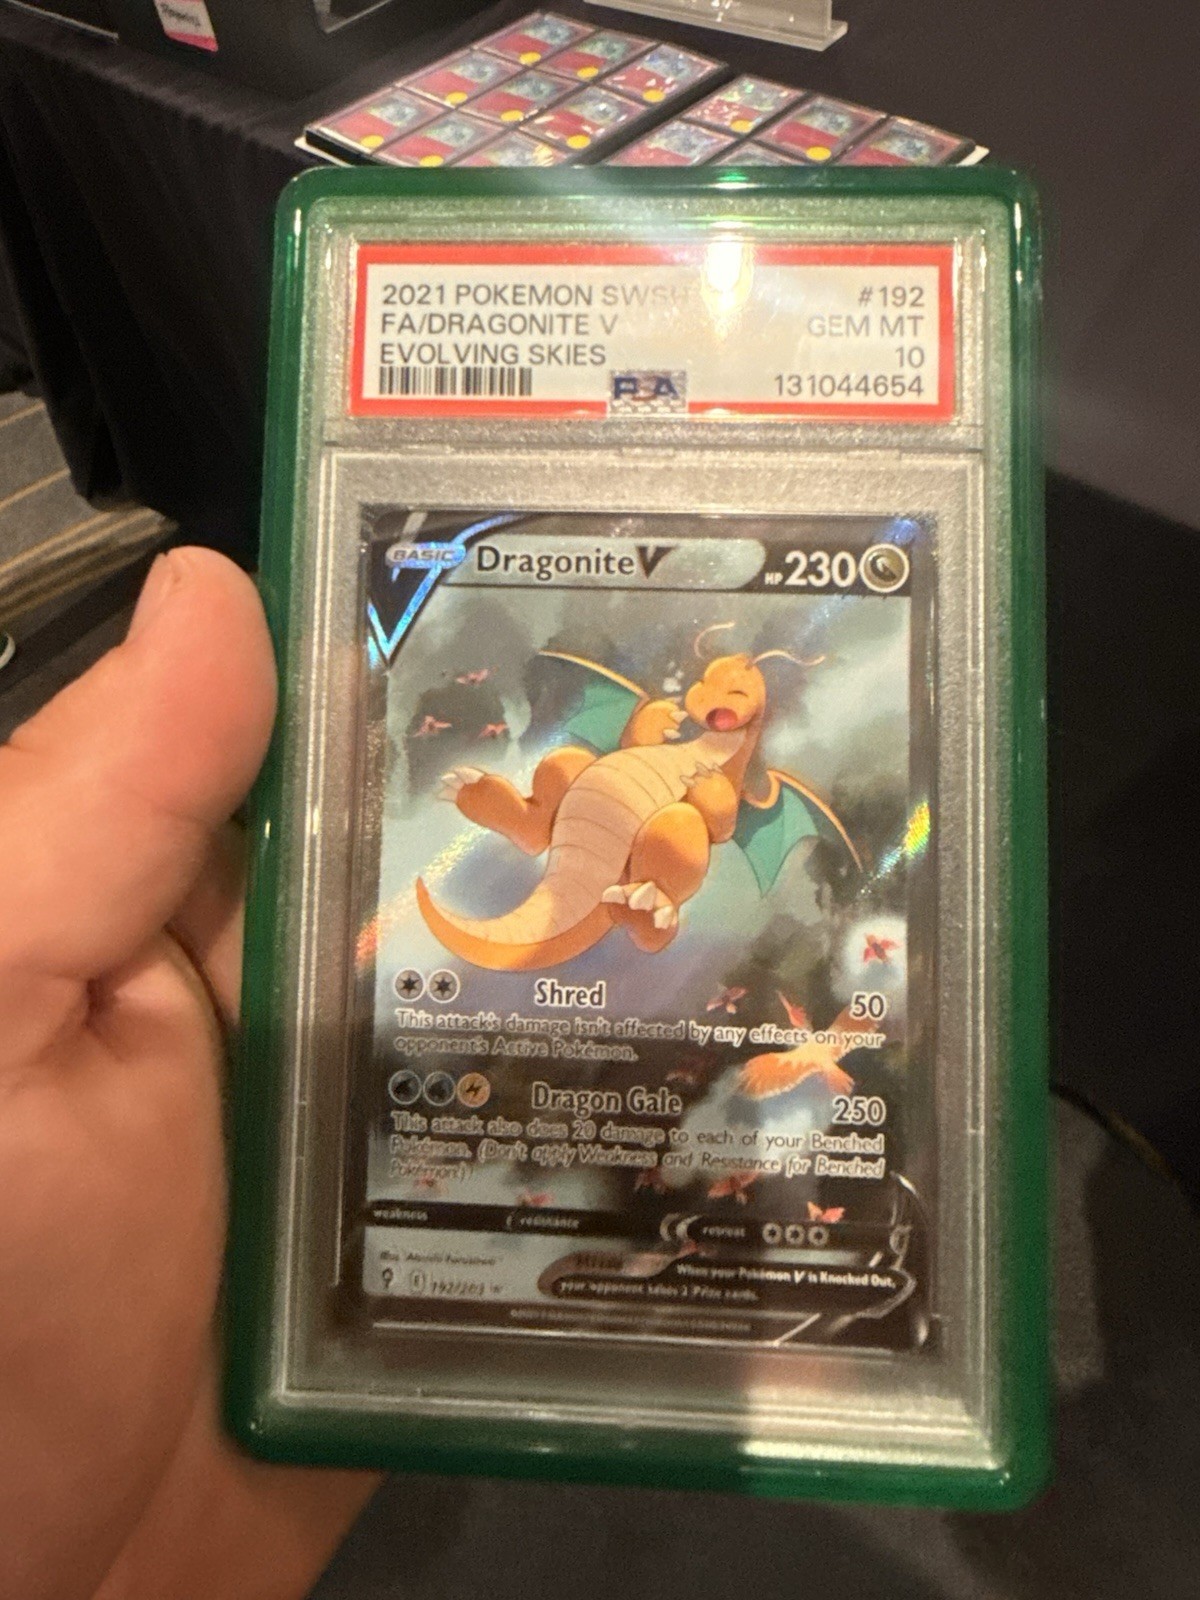 2021 POKEMON SWSH #192
FA/DRAGONITE V GEM MT
EVOLVING SKIES 10
PSA 131044654
BASIC Dragonite V HP 230
Shred 50
This attack's damage isn't affected by any effects on your
opponent's Active Pokémon.
Dragon Gale 250
This attack also does 20 damage to each of your Benched
Pokémon. (Don't apply Weakness and Resistance for Benched
Pokémon.)
weakness resistance retreat
When your Pokémon V is Knocked Out,
your opponent takes 2 Prize cards.
192/203